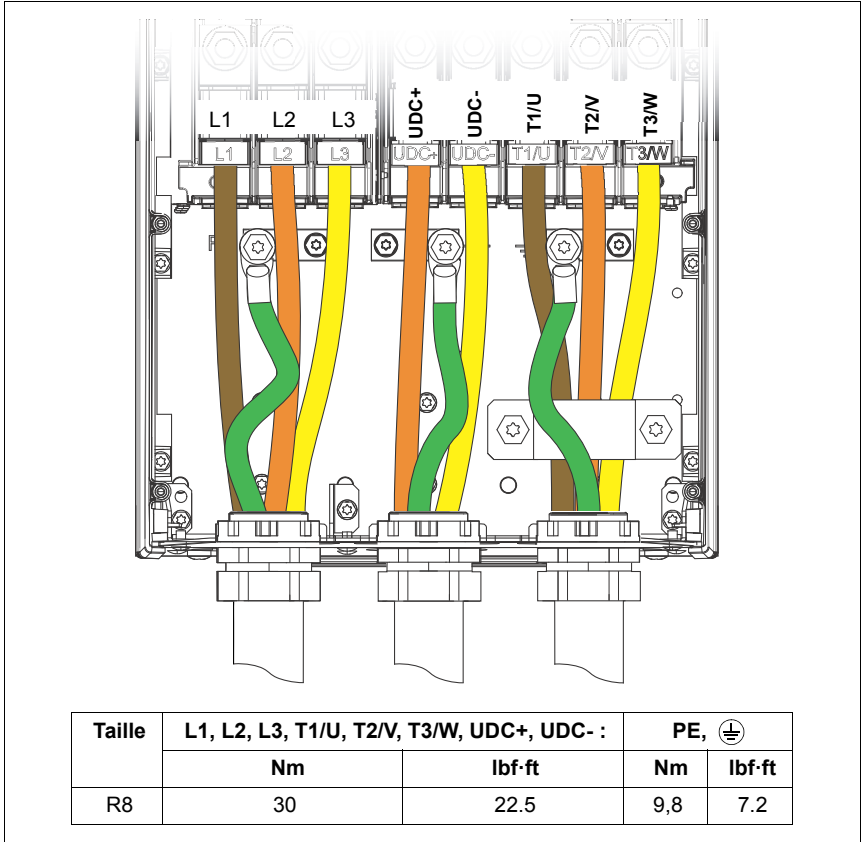 L1 L2 L3 UDC+ UDC- T1/U T2/V T3/W
L1 L2 L3 UDC+ UDC- T1/U T2/V T3/W
Taille L1, L2, L3, T1/U, T2/V, T3/W, UDC+, UDC- : PE,
Nm lbf·ft Nm lbf·ft
R8 30 22.5 9,8 7.2